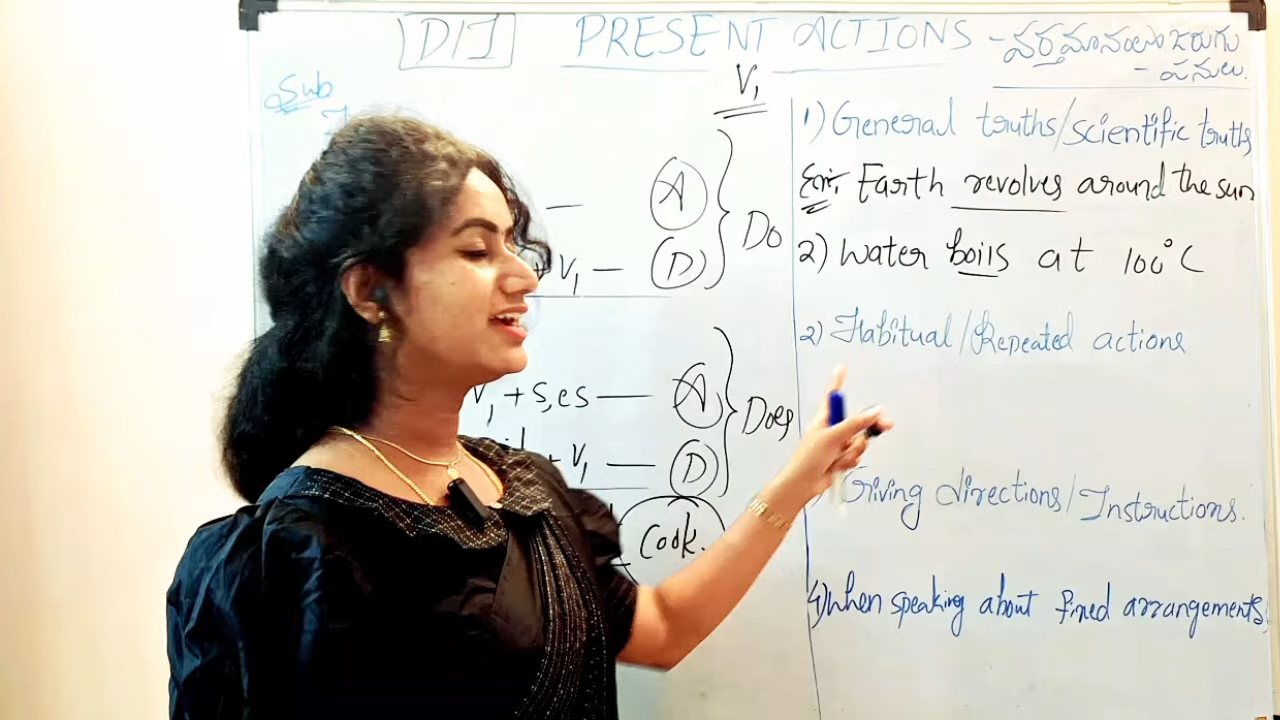 D/I PRESENT ACTIONS - వర్తమానంలో జరుగు
- పనులు.
Sub
V1
— A
+ V1 — D
Do
V1 + s,es — A
+ V1 — D
Does
Cook.
1) General truths/scientific truths
Ex:- Earth revolves around the sun
2) Water boils at 100°C
2) Habitual/Repeated actions
Giving directions/Instructions.
4) When speaking about fixed arrangements